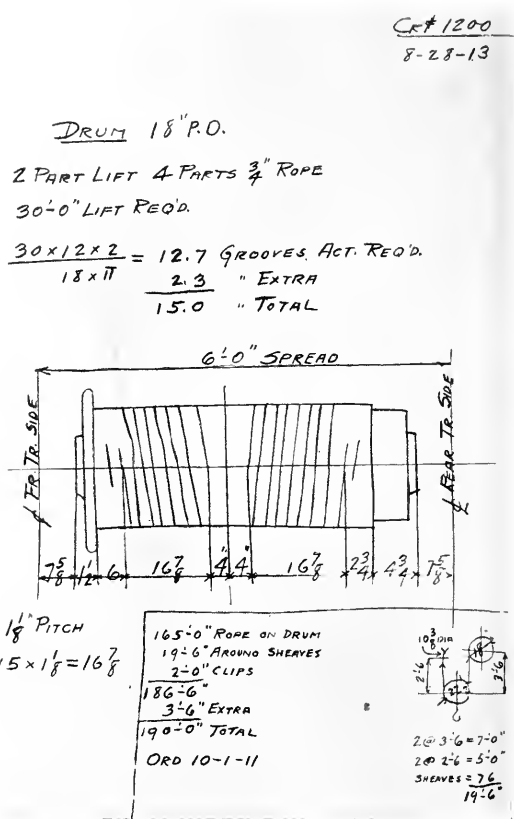 CRT# 1200
8-28-13
DRUM 18" P.D.
2 PART LIFT 4 PARTS 3/4" ROPE
30'-0" LIFT REQ'D.
30 x 12 x 2 / 18 x π = 12.7 GROOVES, ACT. REQ'D.
2.3 " EXTRA
15.0 " TOTAL
6'-0" SPREAD
℄ FR. TR. SIDE
℄ REAR TR. SIDE
7 5/8 1 1/2 6 16 7/8 4" 4" 16 7/8 2 3/4 4 3/4 7 5/8
1 1/8" PITCH
15 x 1 1/8 = 16 7/8
165'-0" ROPE ON DRUM
19'-6" AROUND SHEAVES
2'-0" CLIPS
186'-6"
3'-6" EXTRA
190'-0" TOTAL
ORD 10-1-11
10 3/8 DIA
18
2'-6
3'-6
2 @ 3'-6 = 7'-0"
2 @ 2'-6 = 5'-0"
SHEAVES = 7 6
19'-6"